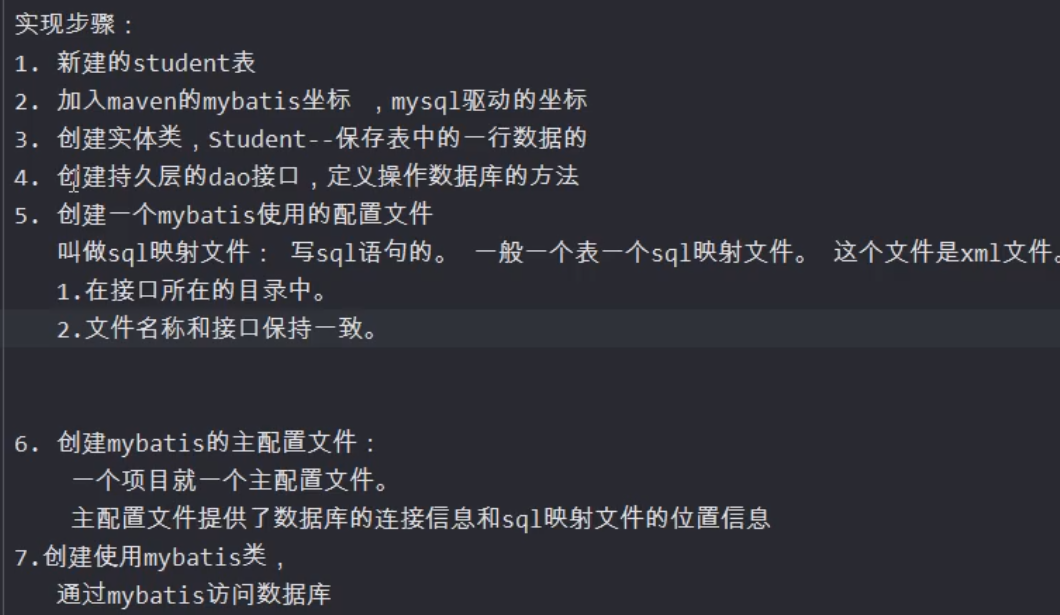 实现步骤：
1. 新建的student表
2. 加入maven的mybatis坐标 ，mysql驱动的坐标
3. 创建实体类，Student--保存表中的一行数据的
4. 创建持久层的dao接口，定义操作数据库的方法
5. 创建一个mybatis使用的配置文件
叫做sql映射文件： 写sql语句的。 一般一个表一个sql映射文件。 这个文件是xml文件。
1.在接口所在的目录中。
2.文件名称和接口保持一致。
6. 创建mybatis的主配置文件：
一个项目就一个主配置文件。
主配置文件提供了数据库的连接信息和sql映射文件的位置信息
7.创建使用mybatis类，
通过mybatis访问数据库